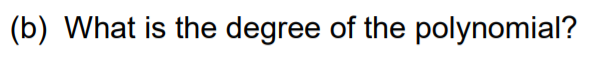 (b) What is the degree of the polynomial?